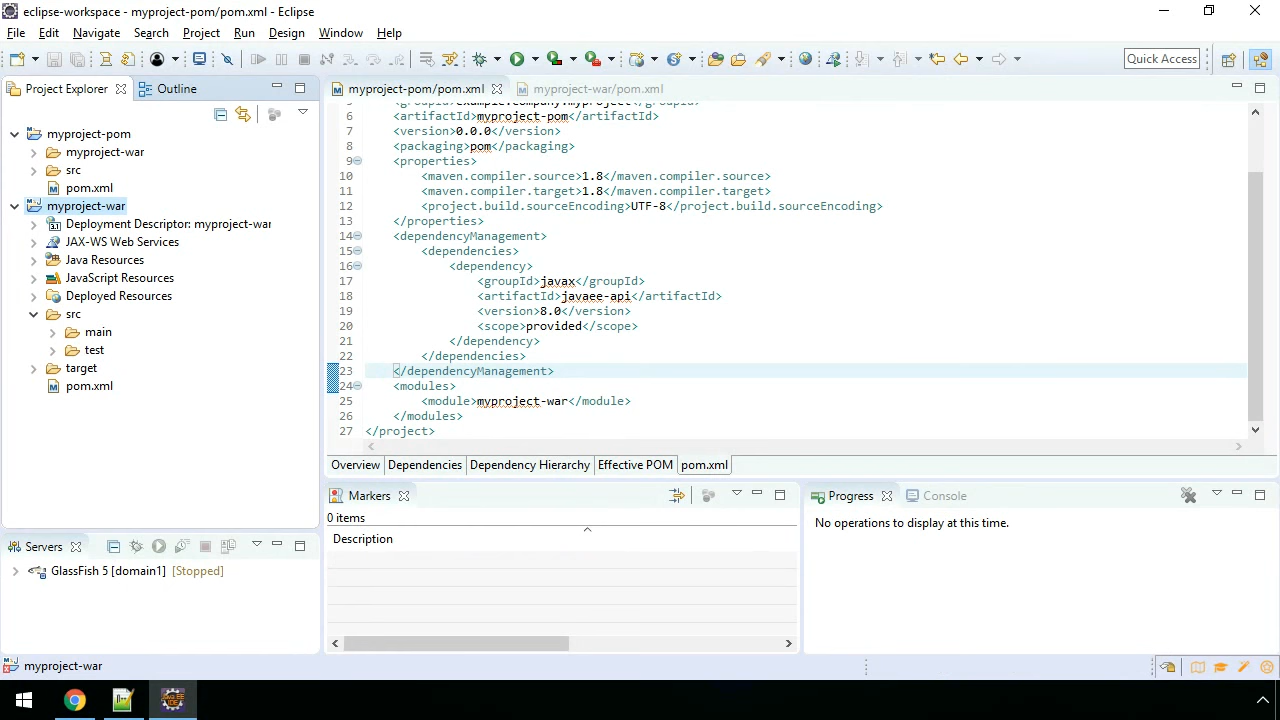 eclipse-workspace - myproject-pom/pom.xml - Eclipse
File Edit Navigate Search Project Run Design Window Help
Quick Access
Project Explorer
Outline
myproject-pom
myproject-war
src
pom.xml
myproject-war
Deployment Descriptor: myproject-war
JAX-WS Web Services
Java Resources
JavaScript Resources
Deployed Resources
src
main
test
target
pom.xml
myproject-pom/pom.xml
myproject-war/pom.xml
5 <groupId>example.company.myproject</groupId>
6 <artifactId>myproject-pom</artifactId>
7 <version>0.0.0</version>
8 <packaging>pom</packaging>
9 <properties>
10 <maven.compiler.source>1.8</maven.compiler.source>
11 <maven.compiler.target>1.8</maven.compiler.target>
12 <project.build.sourceEncoding>UTF-8</project.build.sourceEncoding>
13 </properties>
14 <dependencyManagement>
15 <dependencies>
16 <dependency>
17 <groupId>javax</groupId>
18 <artifactId>javaee-api</artifactId>
19 <version>8.0</version>
20 <scope>provided</scope>
21 </dependency>
22 </dependencies>
23 </dependencyManagement>
24 <modules>
25 <module>myproject-war</module>
26 </modules>
27 </project>
Overview Dependencies Dependency Hierarchy Effective POM pom.xml
Servers
GlassFish 5 [domain1] [Stopped]
Markers
0 items
Description
Progress
Console
No operations to display at this time.
myproject-war